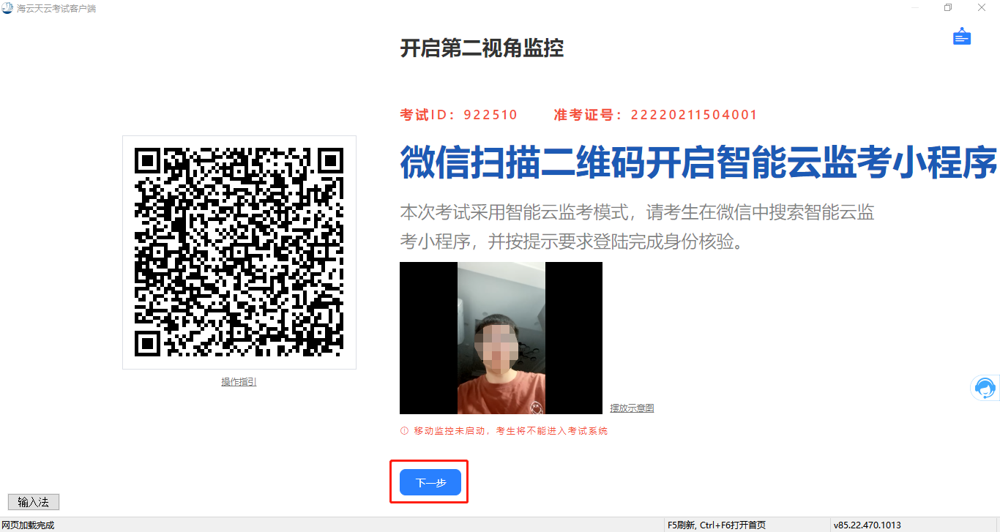 海云天云考试客户端
开启第二视角监控
考试ID：922510 准考证号：22220211504001
微信扫描二维码开启智能云监考小程序
本次考试采用智能云监考模式，请考生在微信中搜索智能云监
考小程序，并按提示要求登陆完成身份核验。
操作指引
摆放示意图
移动监控未启动，考生将不能进入考试系统
下一步
输入法
网页加载完成 F5刷新, Ctrl+F6打开首页 v85.22.470.1013